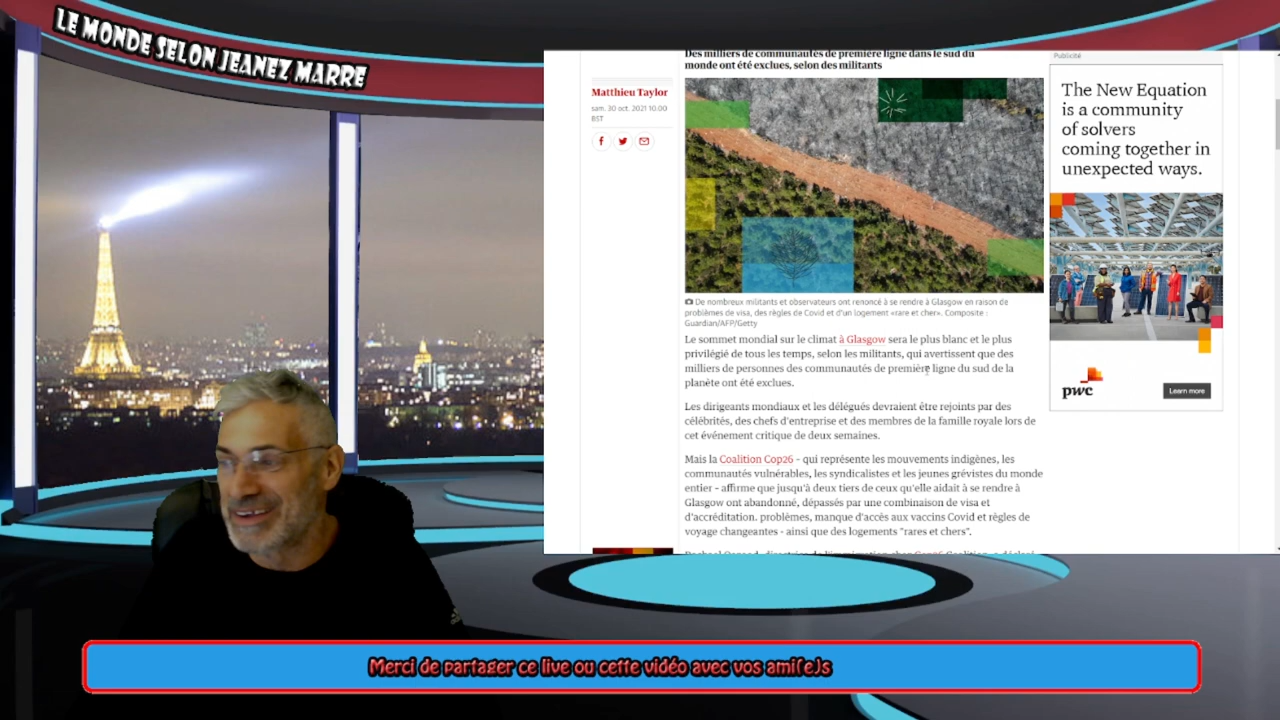 LE MONDE SELON JEANEZ MARRE
Des milliers de communautés de première ligne dans le sud du
monde ont été exclues, selon des militants
Matthieu Taylor
sam. 30 oct. 2021 10.00
BST
De nombreux militants et observateurs ont renoncé à se rendre à Glasgow en raison de
problèmes de visa, des règles de Covid et d'un logement «rare et cher». Composite :
Guardian/AFP/Getty
Le sommet mondial sur le climat à Glasgow sera le plus blanc et le plus
privilégié de tous les temps, selon les militants, qui avertissent que des
milliers de personnes des communautés de première ligne du sud de la
planète ont été exclues.
Les dirigeants mondiaux et les délégués devraient être rejoints par des
célébrités, des chefs d'entreprise et des membres de la famille royale lors de
cet événement critique de deux semaines.
Mais la Coalition Cop26 - qui représente les mouvements indigènes, les
communautés vulnérables, les syndicalistes et les jeunes grévistes du monde
entier - affirme que jusqu'à deux tiers de ceux qu'elle aidait à se rendre à
Glasgow ont abandonné, dépassés par une combinaison de visa et
d'accréditation. problèmes, manque d'accès aux vaccins Covid et règles de
voyage changeantes - ainsi que des logements "rares et chers".
Publicité
The New Equation
is a community
of solvers
coming together in
unexpected ways.
pwc
Learn more
Merci de partager ce live ou cette vidéo avec vos ami(e)s